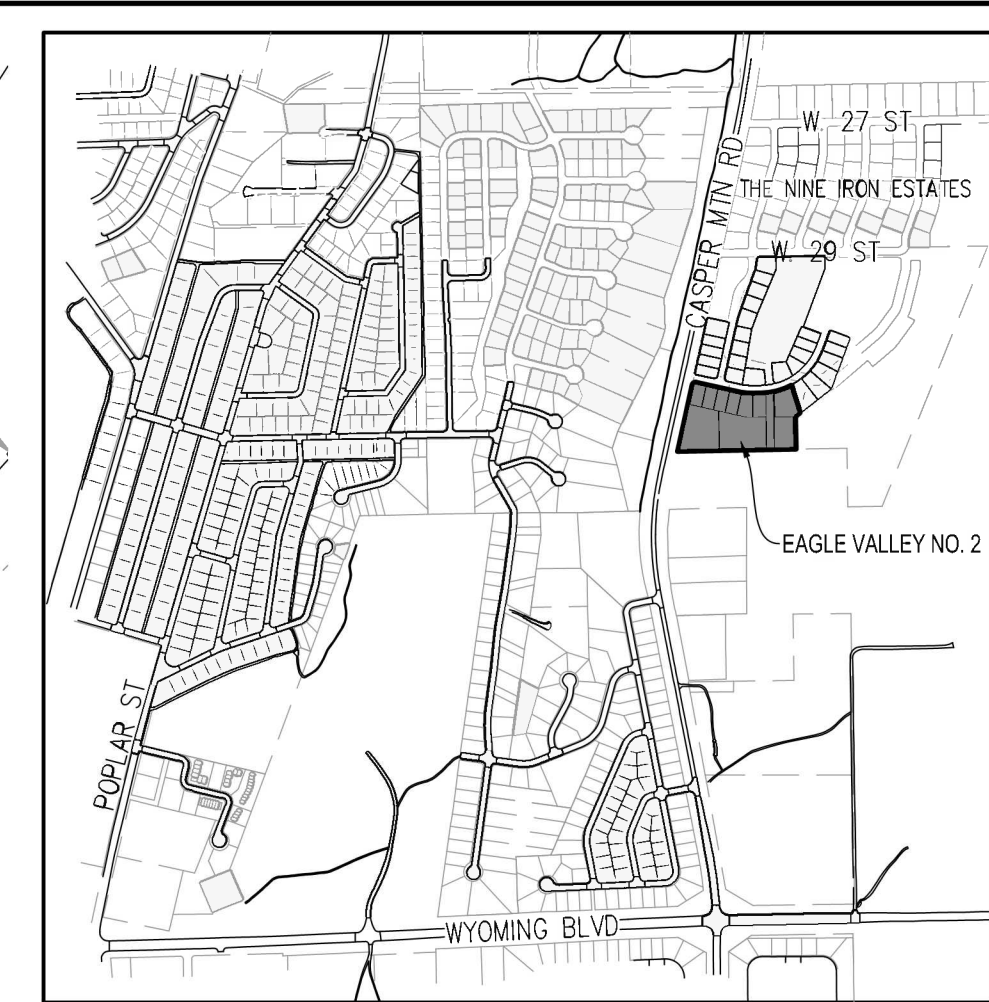 W. 27 ST
THE NINE IRON ESTATES
W. 29 ST
CASPER MTN RD
EAGLE VALLEY NO. 2
POPLAR ST
WYOMING BLVD